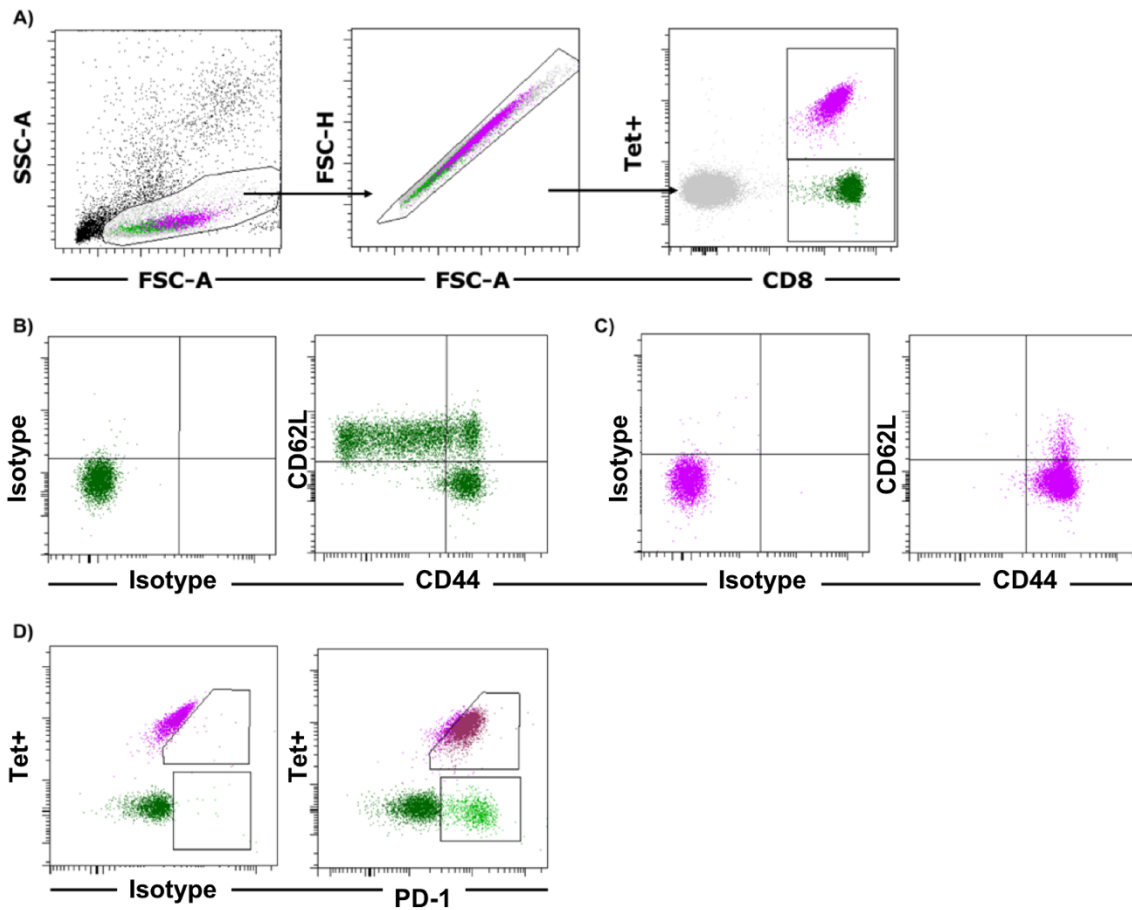 A)
SSC-A
FSC-A
FSC-H
FSC-A
Tet+
CD8
B)
Isotype
Isotype
CD62L
CD44
C)
Isotype
Isotype
CD62L
CD44
D)
Tet+
Isotype
Tet+
PD-1